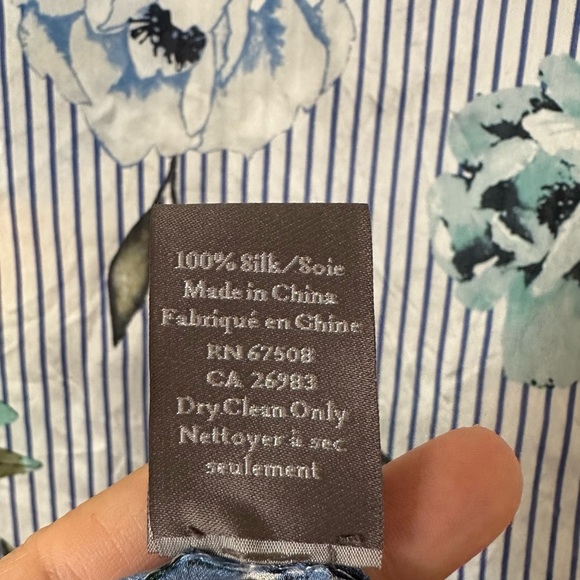 100% Silk/Soie
Made in China
Fabriqué en Chine
RN 67508
CA 26983
Dry Clean Only
Nettoyer à sec
seulement